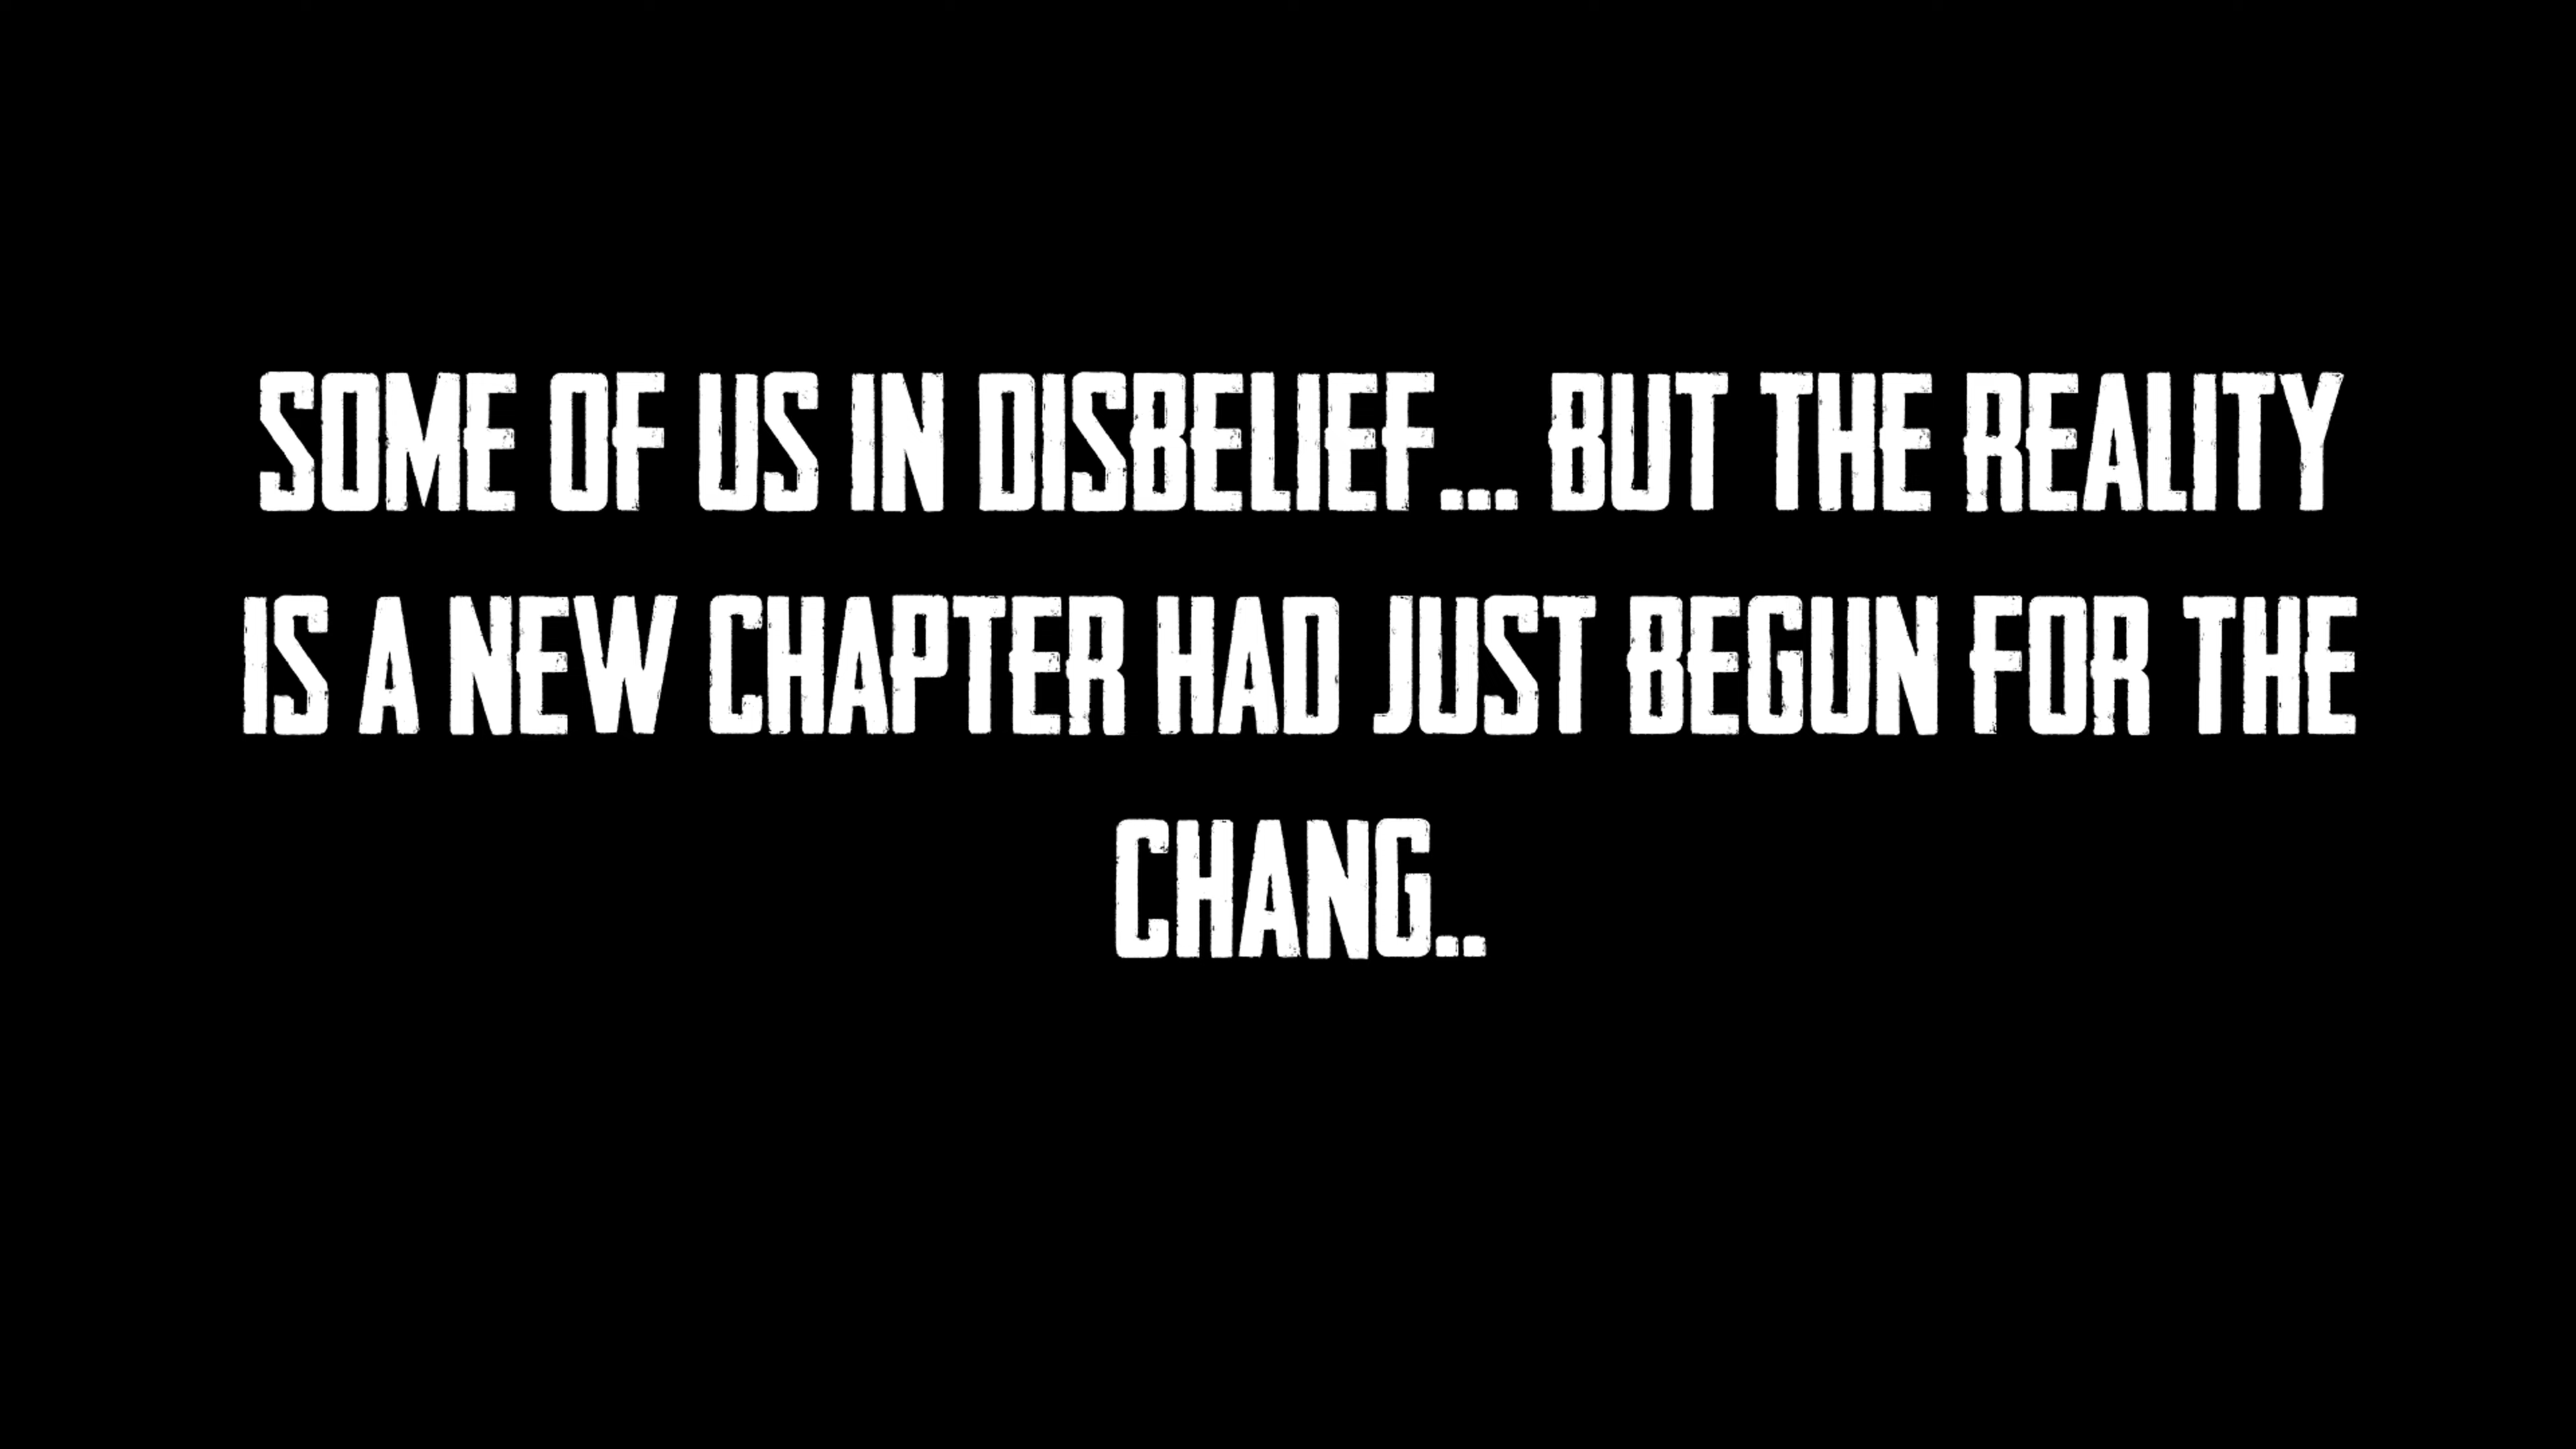 SOME OF US IN DISBELIEF... BUT THE REALITY
IS A NEW CHAPTER HAD JUST BEGUN FOR THE
CHANG..